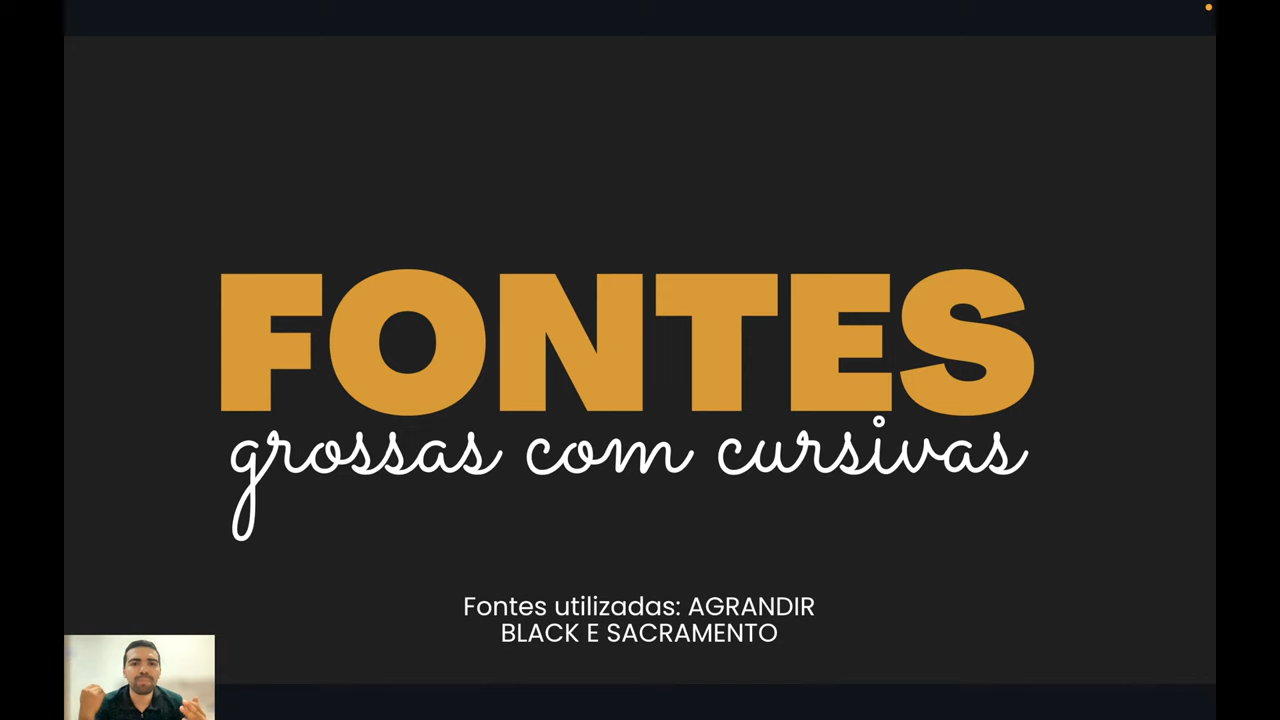 FONTES
grossas com cursivas
Fontes utilizadas: AGRANDIR
BLACK E SACRAMENTO